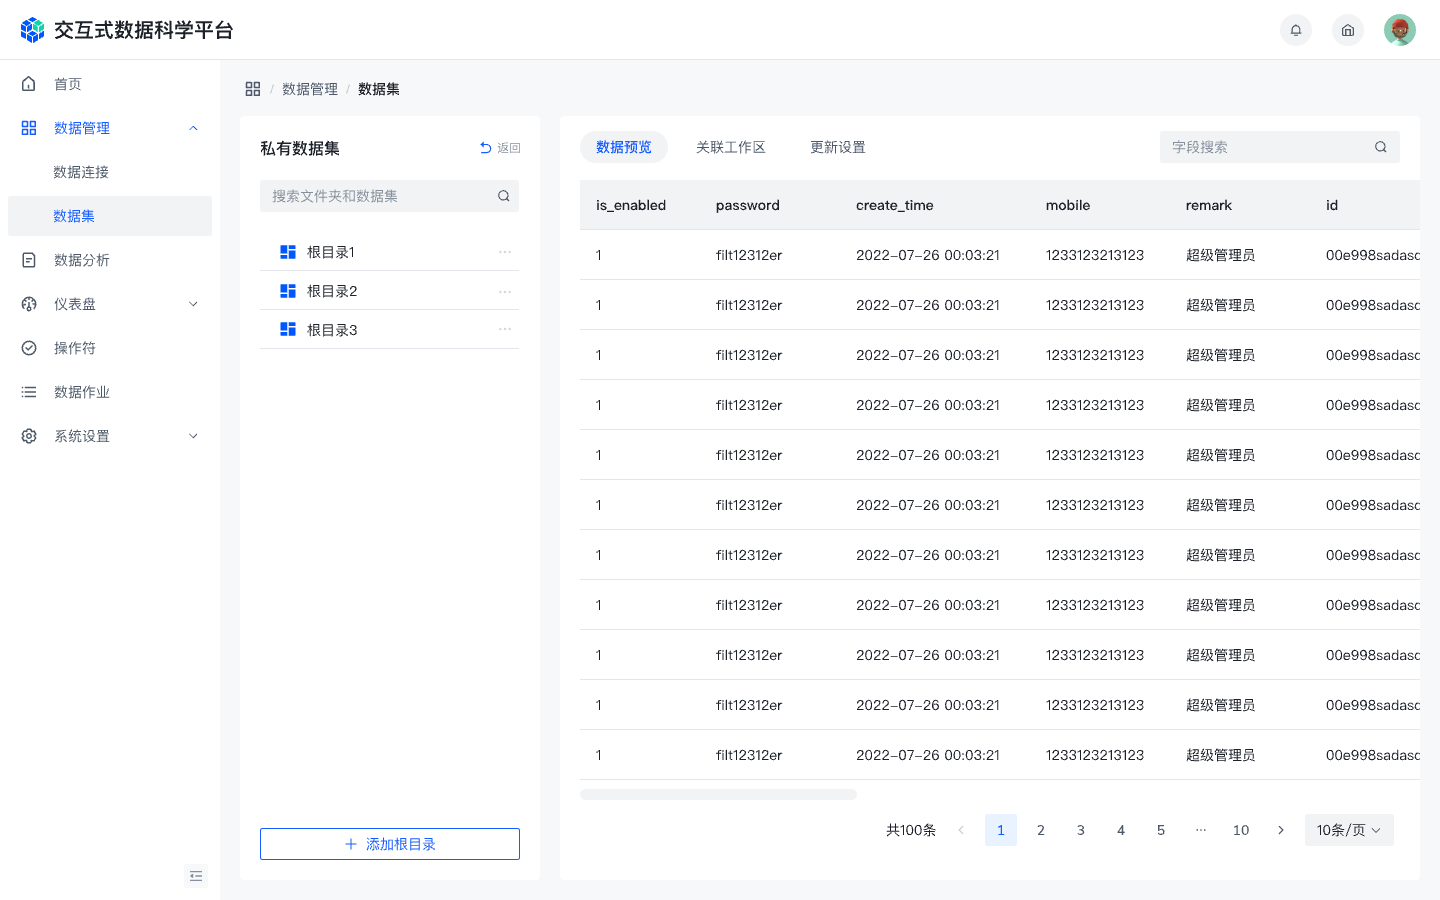 交互式数据科学平台
首页
数据管理
数据连接
数据集
数据分析
仪表盘
操作符
数据作业
系统设置
数据管理 / 数据集
私有数据集 返回
搜索文件夹和数据集
根目录1 ···
根目录2 ···
根目录3 ···
添加根目录
数据预览 关联工作区 更新设置 字段搜索
is_enabled password create_time mobile remark id
1 filt12312er 2022-07-26 00:03:21 1233123213123 超级管理员 00e998sadasc
1 filt12312er 2022-07-26 00:03:21 1233123213123 超级管理员 00e998sadasc
1 filt12312er 2022-07-26 00:03:21 1233123213123 超级管理员 00e998sadasc
1 filt12312er 2022-07-26 00:03:21 1233123213123 超级管理员 00e998sadasc
1 filt12312er 2022-07-26 00:03:21 1233123213123 超级管理员 00e998sadasc
1 filt12312er 2022-07-26 00:03:21 1233123213123 超级管理员 00e998sadasc
1 filt12312er 2022-07-26 00:03:21 1233123213123 超级管理员 00e998sadasc
1 filt12312er 2022-07-26 00:03:21 1233123213123 超级管理员 00e998sadasc
1 filt12312er 2022-07-26 00:03:21 1233123213123 超级管理员 00e998sadasc
1 filt12312er 2022-07-26 00:03:21 1233123213123 超级管理员 00e998sadasc
1 filt12312er 2022-07-26 00:03:21 1233123213123 超级管理员 00e998sadasc
共100条 1 2 3 4 5 ··· 10 10条/页